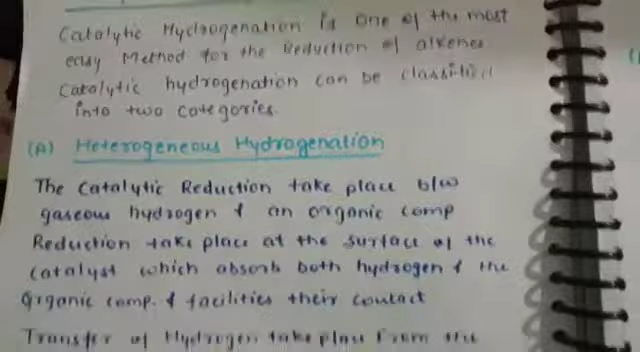 Catalytic Hydrogenation is one of the most
easy Method for the Reduction of alkenes.
Catalytic hydrogenation can be classified
into two categories.
(A) Heterogeneous Hydrogenation
The Catalytic Reduction take place b/w
gaseous hydrogen & an organic comp
Reduction take place at the surface of the
catalyst which absorb both hydrogen & the
organic comp. & facilities their contact
Transfer of Hydrogen take place from the